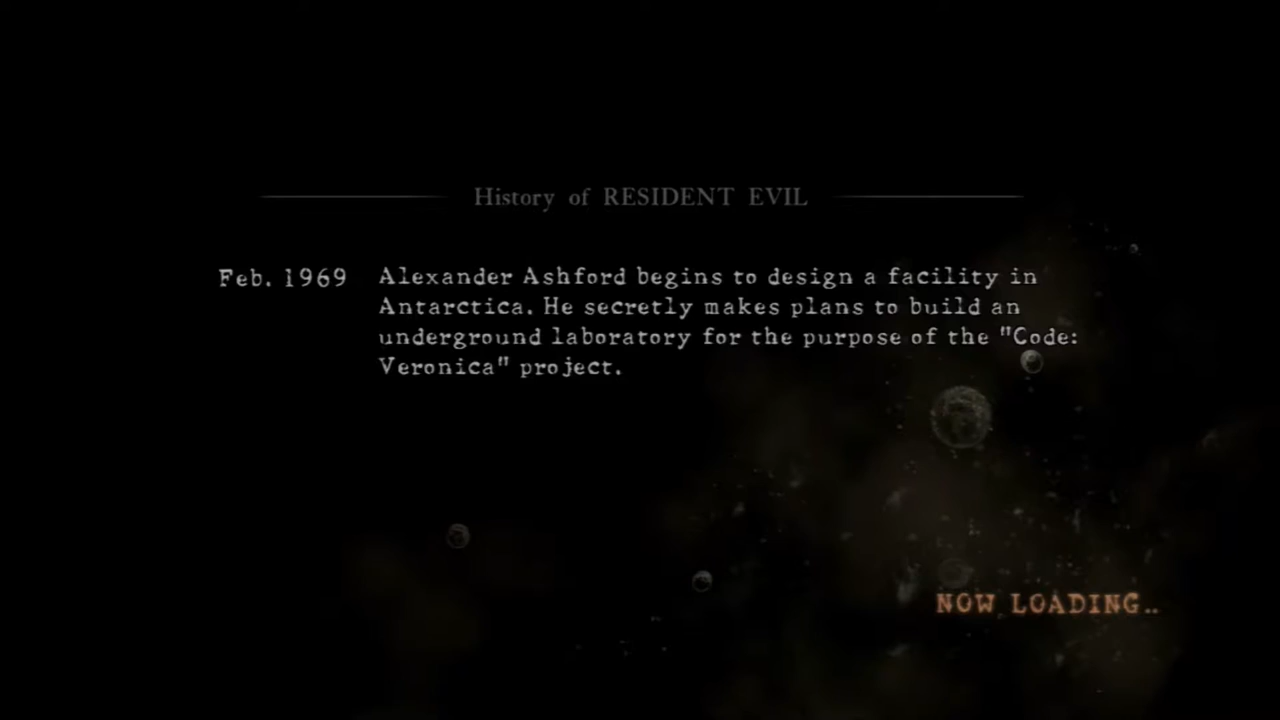 History of RESIDENT EVIL
Feb. 1969 Alexander Ashford begins to design a facility in
Antarctica. He secretly makes plans to build an
underground laboratory for the purpose of the "Code:
Veronica" project.
NOW LOADING..